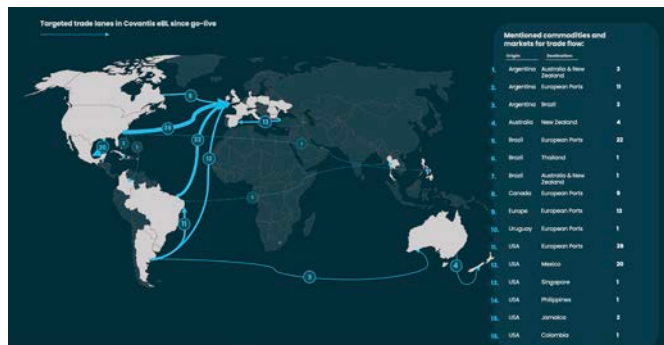 Targeted trade lanes in Covantis eBL since go-live
Mentioned commodities and
markets for trade flow:
Origin: Destination:
1. Argentina Australia & New
Zealand 3
2. Argentina European Ports 11
3. Argentina Brazil
4. Australia New Zealand 4
5. Brazil European Ports 22
6. Brazil Thailand 1
7. Brazil Australia & New
Zealand 1
8. Canada European Ports 9
9. Europe European Ports 13
10. Uruguay European Ports 1
11. USA European Ports
12. USA Mexico 20
13. USA Singapore 1
14. USA Philippines 1
15. USA Jamaica
16. USA Colombia 1
20
11
4